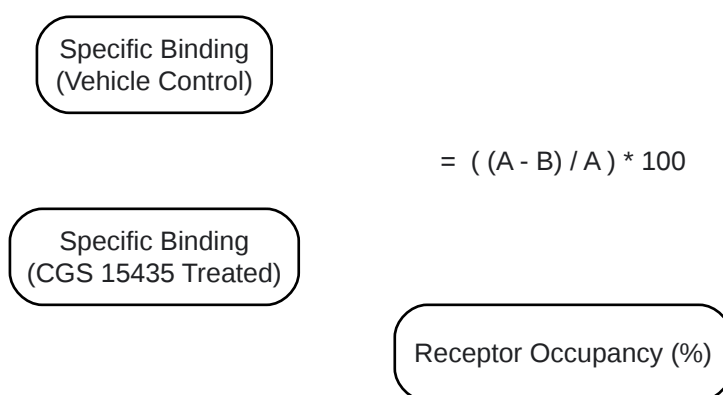 Specific Binding
(Vehicle Control)
= ( (A - B) / A ) * 100
Specific Binding
(CGS 15435 Treated)
Receptor Occupancy (%)